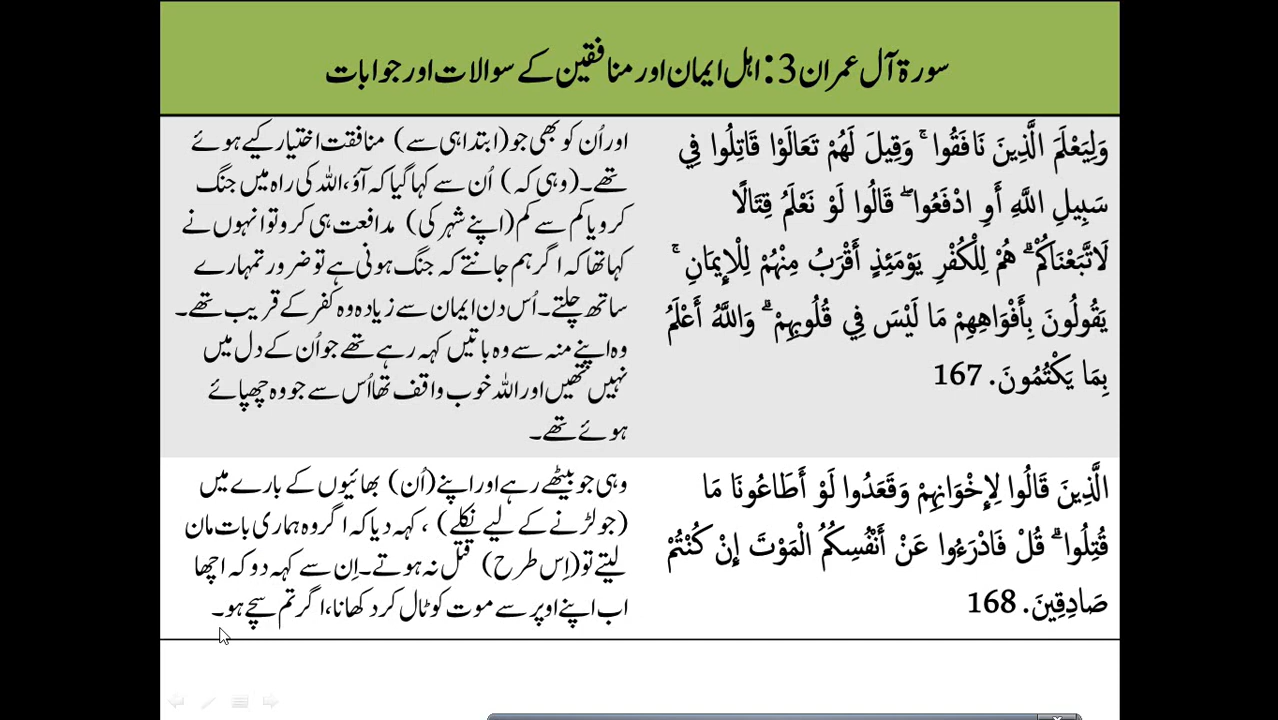 سورۃ آل عمران 3: اہل ایمان اور منافقین کے سوالات اور جوابات
وَلِيَعْلَمَ الَّذِينَ نَافَقُوا ۚ وَقِيلَ لَهُمْ تَعَالَوْا قَاتِلُوا فِي
سَبِيلِ اللَّهِ أَوِ ادْفَعُوا ۖ قَالُوا لَوْ نَعْلَمُ قِتَالًا
لَاتَّبَعْنَاكُمْ ۗ هُمْ لِلْكُفْرِ يَوْمَئِذٍ أَقْرَبُ مِنْهُمْ لِلْإِيمَانِ ۚ
يَقُولُونَ بِأَفْوَاهِهِمْ مَا لَيْسَ فِي قُلُوبِهِمْ ۗ وَاللَّهُ أَعْلَمُ
بِمَا يَكْتُمُونَ. 167
اور اُن کو بھی جو (ابتدا ہی سے) منافقت اختیار کیے ہوئے
تھے۔ (وہی کہ) اُن سے کہا گیا کہ آؤ، اللہ کی راہ میں جنگ
کرو یا کم سے کم (اپنے شہر کی) مدافعت ہی کرو تو انہوں نے
کہا تھا کہ اگر ہم جانتے کہ جنگ ہونی ہے تو ضرور تمہارے
ساتھ چلتے۔ اُس دن ایمان سے زیادہ وہ کفر کے قریب تھے۔
وہ اپنے منہ سے وہ باتیں کہہ رہے تھے جو اُن کے دل میں
نہیں تھیں اور اللہ خوب واقف تھا اُس سے جو وہ چھپائے
ہوئے تھے۔
الَّذِينَ قَالُوا لِإِخْوَانِهِمْ وَقَعَدُوا لَوْ أَطَاعُونَا مَا
قُتِلُوا ۗ قُلْ فَادْرَءُوا عَنْ أَنْفُسِكُمُ الْمَوْتَ إِنْ كُنْتُمْ
صَادِقِينَ. 168
وہی جو بیٹھے رہے اور اپنے (اُن) بھائیوں کے بارے میں
(جو لڑنے کے لیے نکلے) ، کہہ دیا کہ اگر وہ ہماری بات مان
لیتے تو (اِس طرح) قتل نہ ہوتے۔ اِن سے کہہ دو کہ اچھا
اب اپنے اوپر سے موت کو ٹال کر دکھانا، اگر تم سچے ہو۔